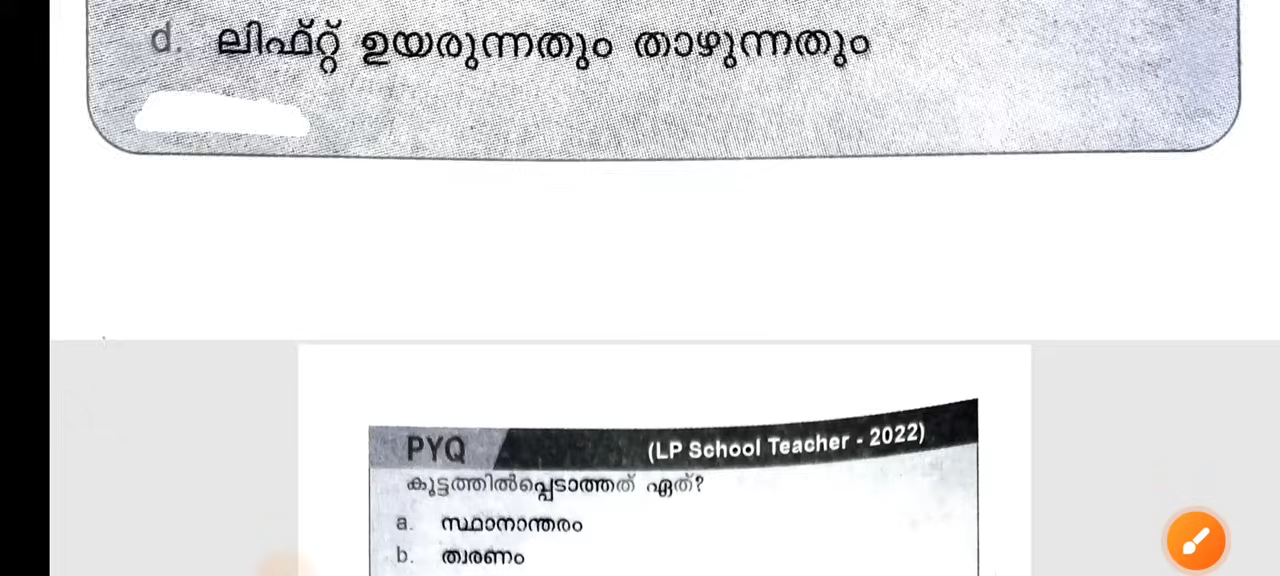 d. ലിഫ്റ്റ് ഉയരുന്നതും താഴുന്നതും
PYQ (LP School Teacher - 2022)
കൂട്ടത്തിൽപ്പെടാത്തത് ഏത്?
a. സ്ഥാനാന്തരം
b. ത്വരണം